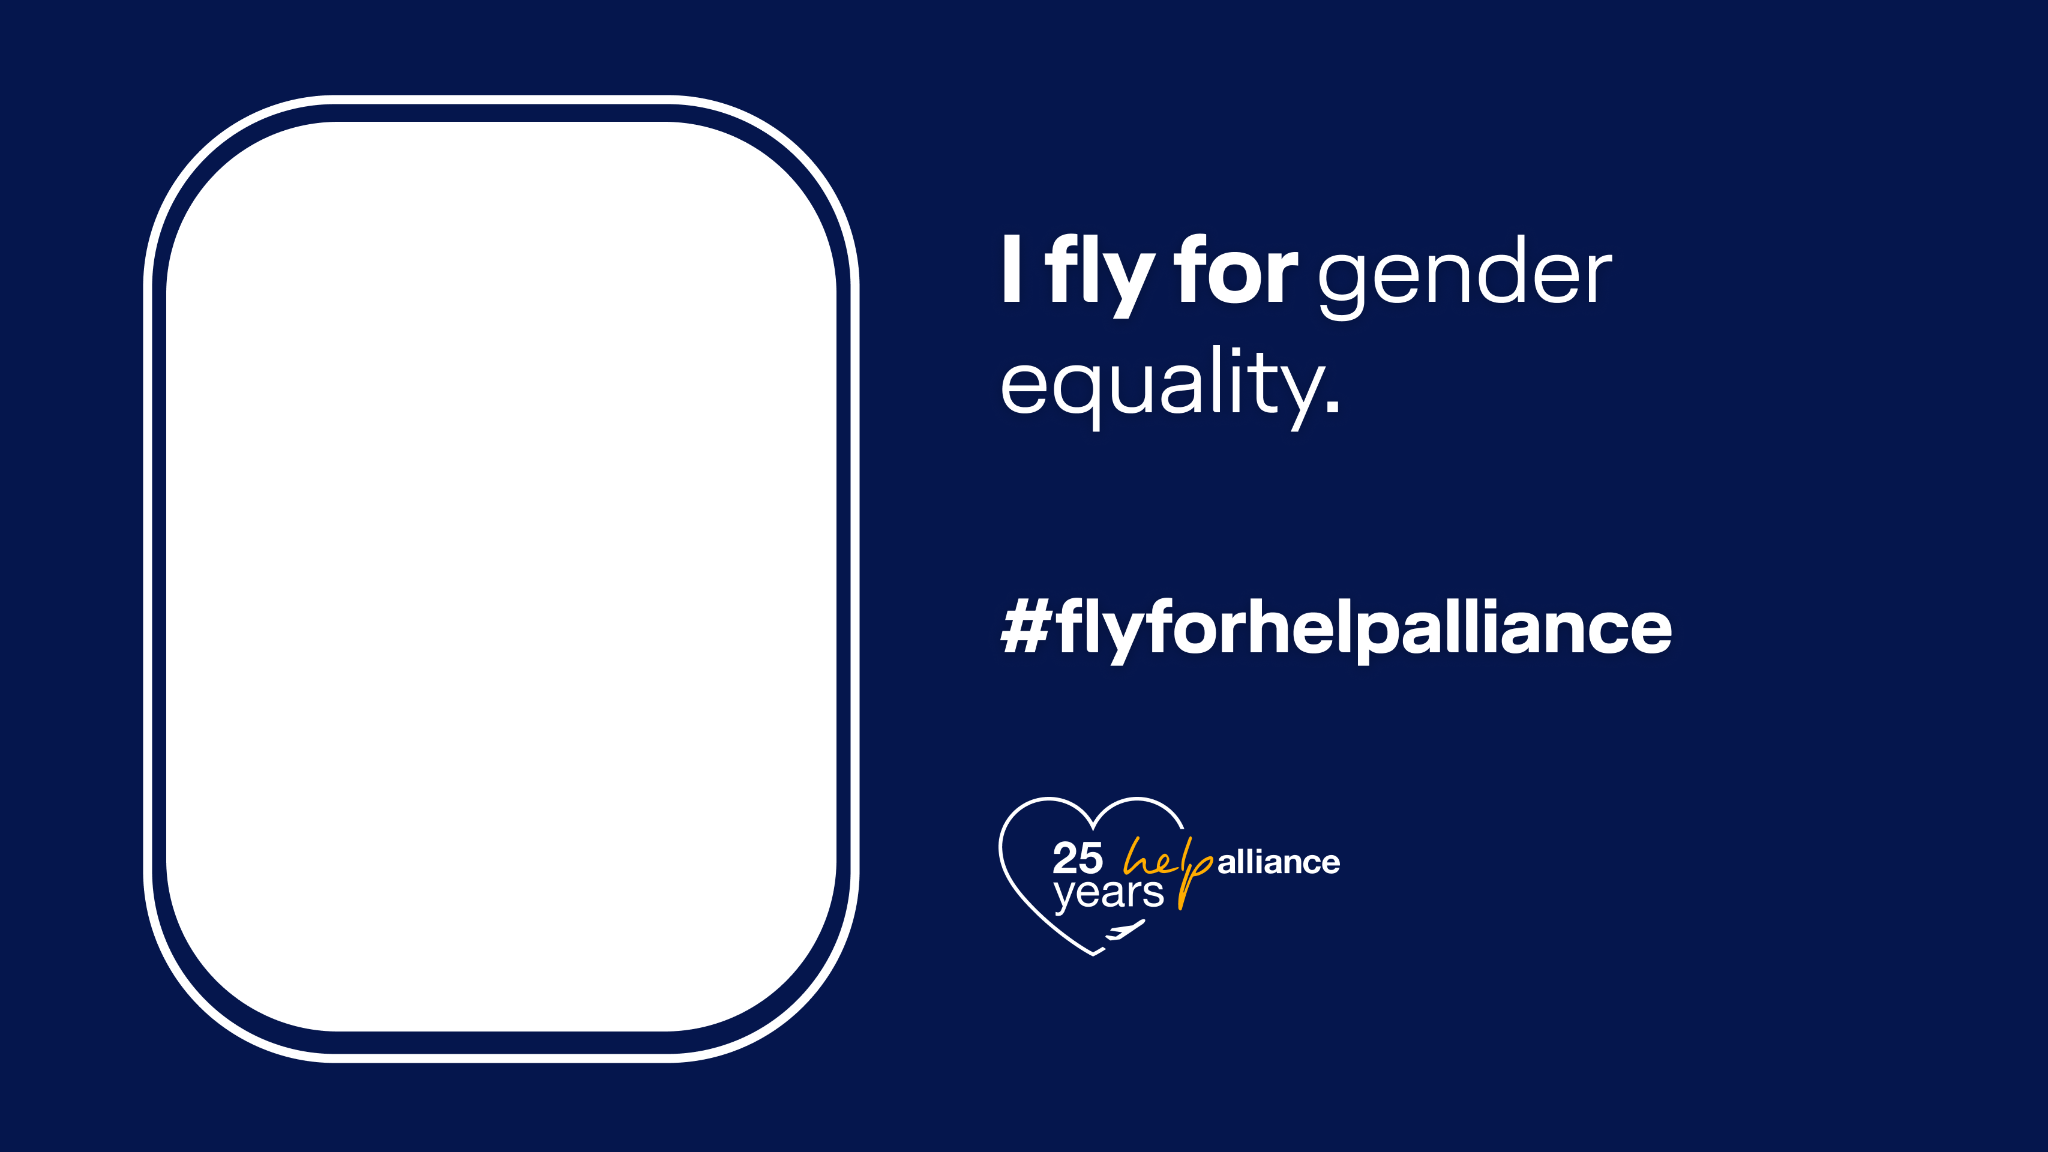 I fly for gender
equality.
#flyforhelpalliance
25 help alliance
years